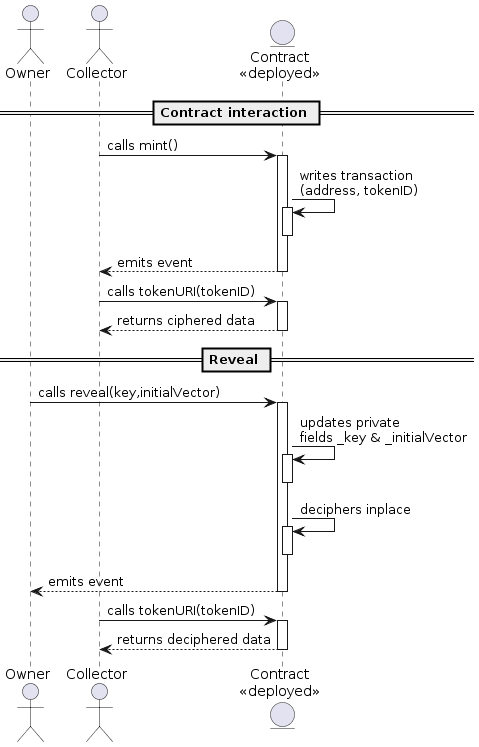 Owner
Collector
Contract
«deployed»
Contract interaction
calls mint()
writes transaction
(address, tokenID)
emits event
calls tokenURI(tokenID)
returns ciphered data
Reveal
calls reveal(key,initialVector)
updates private
fields _key & _initialVector
deciphers inplace
emits event
calls tokenURI(tokenID)
returns deciphered data
Owner
Collector
Contract
«deployed»